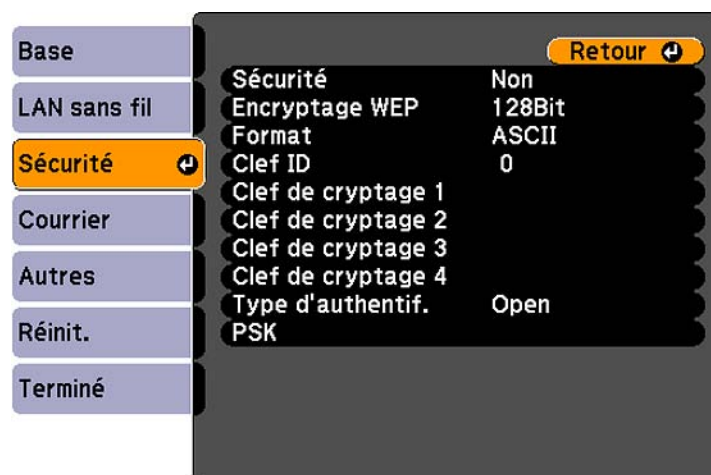 Base
LAN sans fil
Sécurité
Courrier
Autres
Réinit.
Terminé
Retour
Sécurité Non
Encryptage WEP 128Bit
Format ASCII
Clef ID 0
Clef de cryptage 1
Clef de cryptage 2
Clef de cryptage 3
Clef de cryptage 4
Type d'authentif. Open
PSK